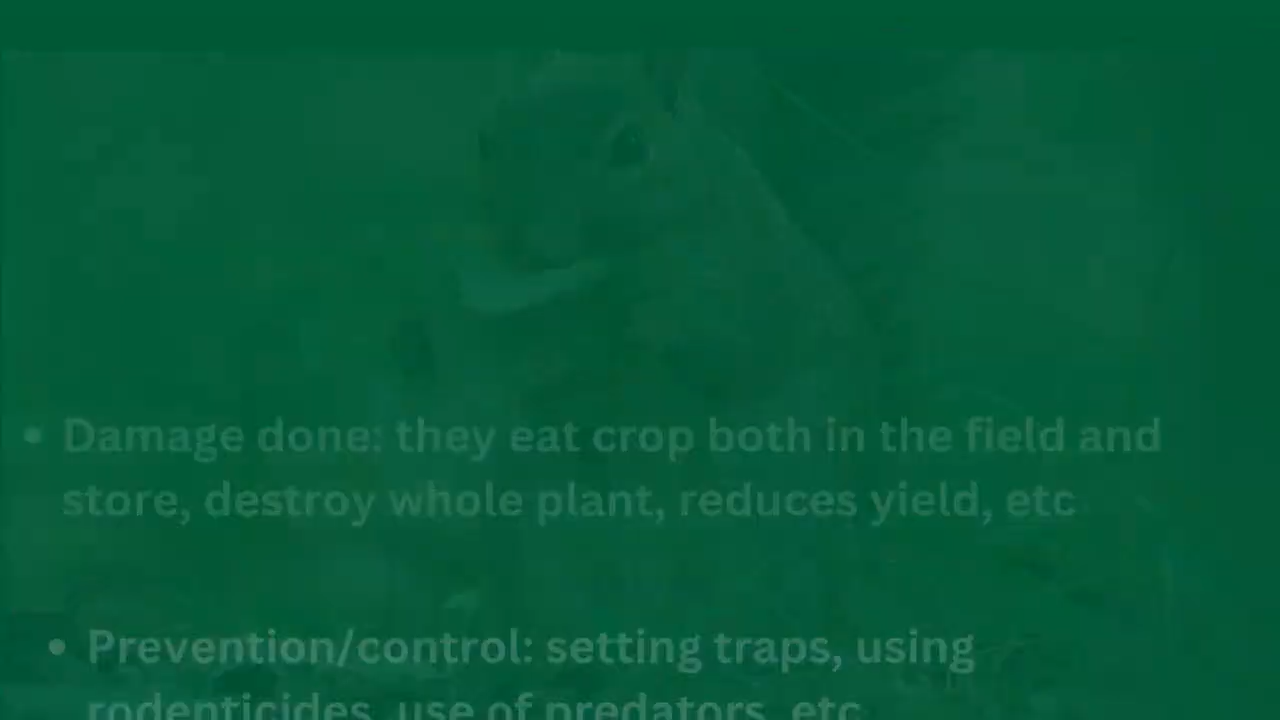 • Damage done: they eat crop both in the field and
store, destroy whole plant, reduces yield, etc
• Prevention/control: setting traps, using
rodenticides, use of predators, etc